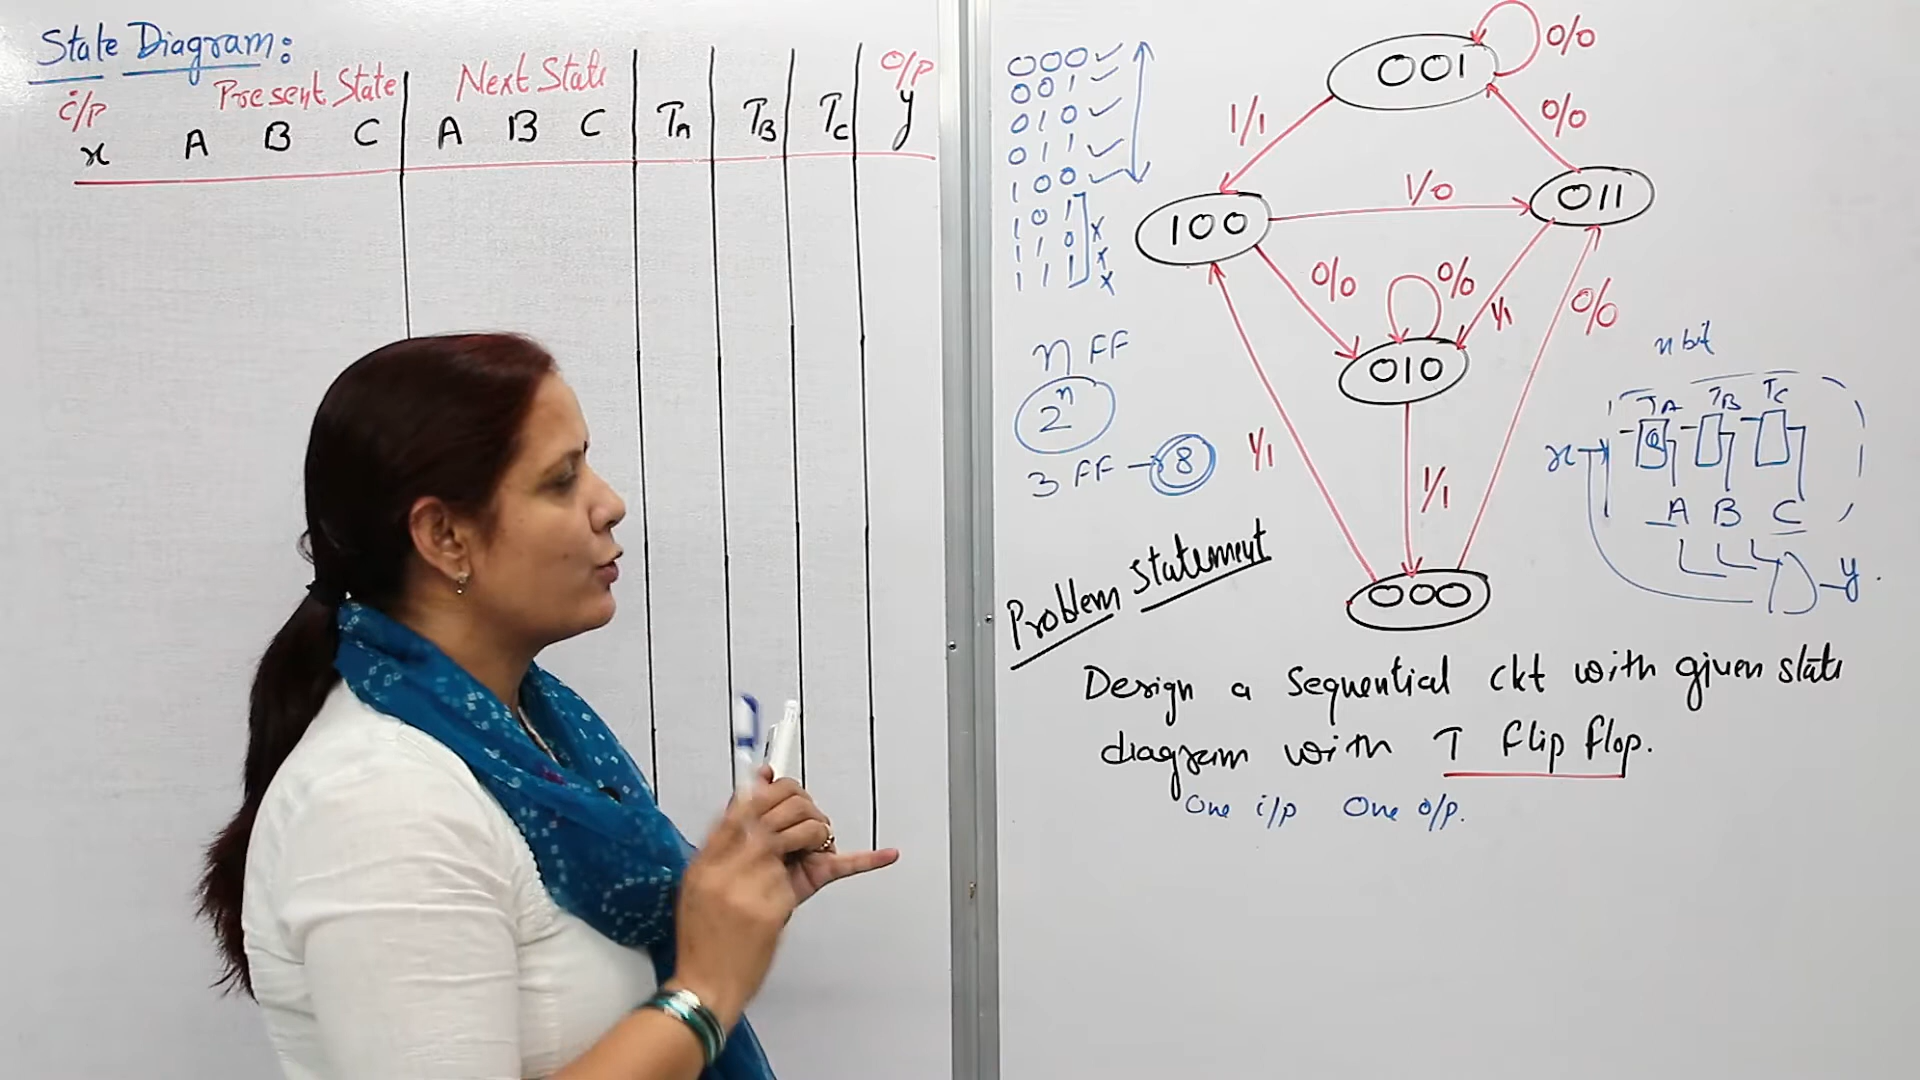 State Diagram:
i/p Present State Next State o/p
x A B C A B C TA TB TC y
000 ✓
001 ✓
010 ✓
011 ✓
100 ✓
101 x
110 x
111 x
n FF
2ⁿ
3 FF → 8
001
0/0
1/1
0/0
100
1/0
011
0/0
0/0
1/1
0/0
010
1/1
1/1
000
n bit
TA TB TC
x Q
A B C
y
Problem Statement
Design a Sequential ckt with given state
diagram with T flip flop.
One i/p One o/p.